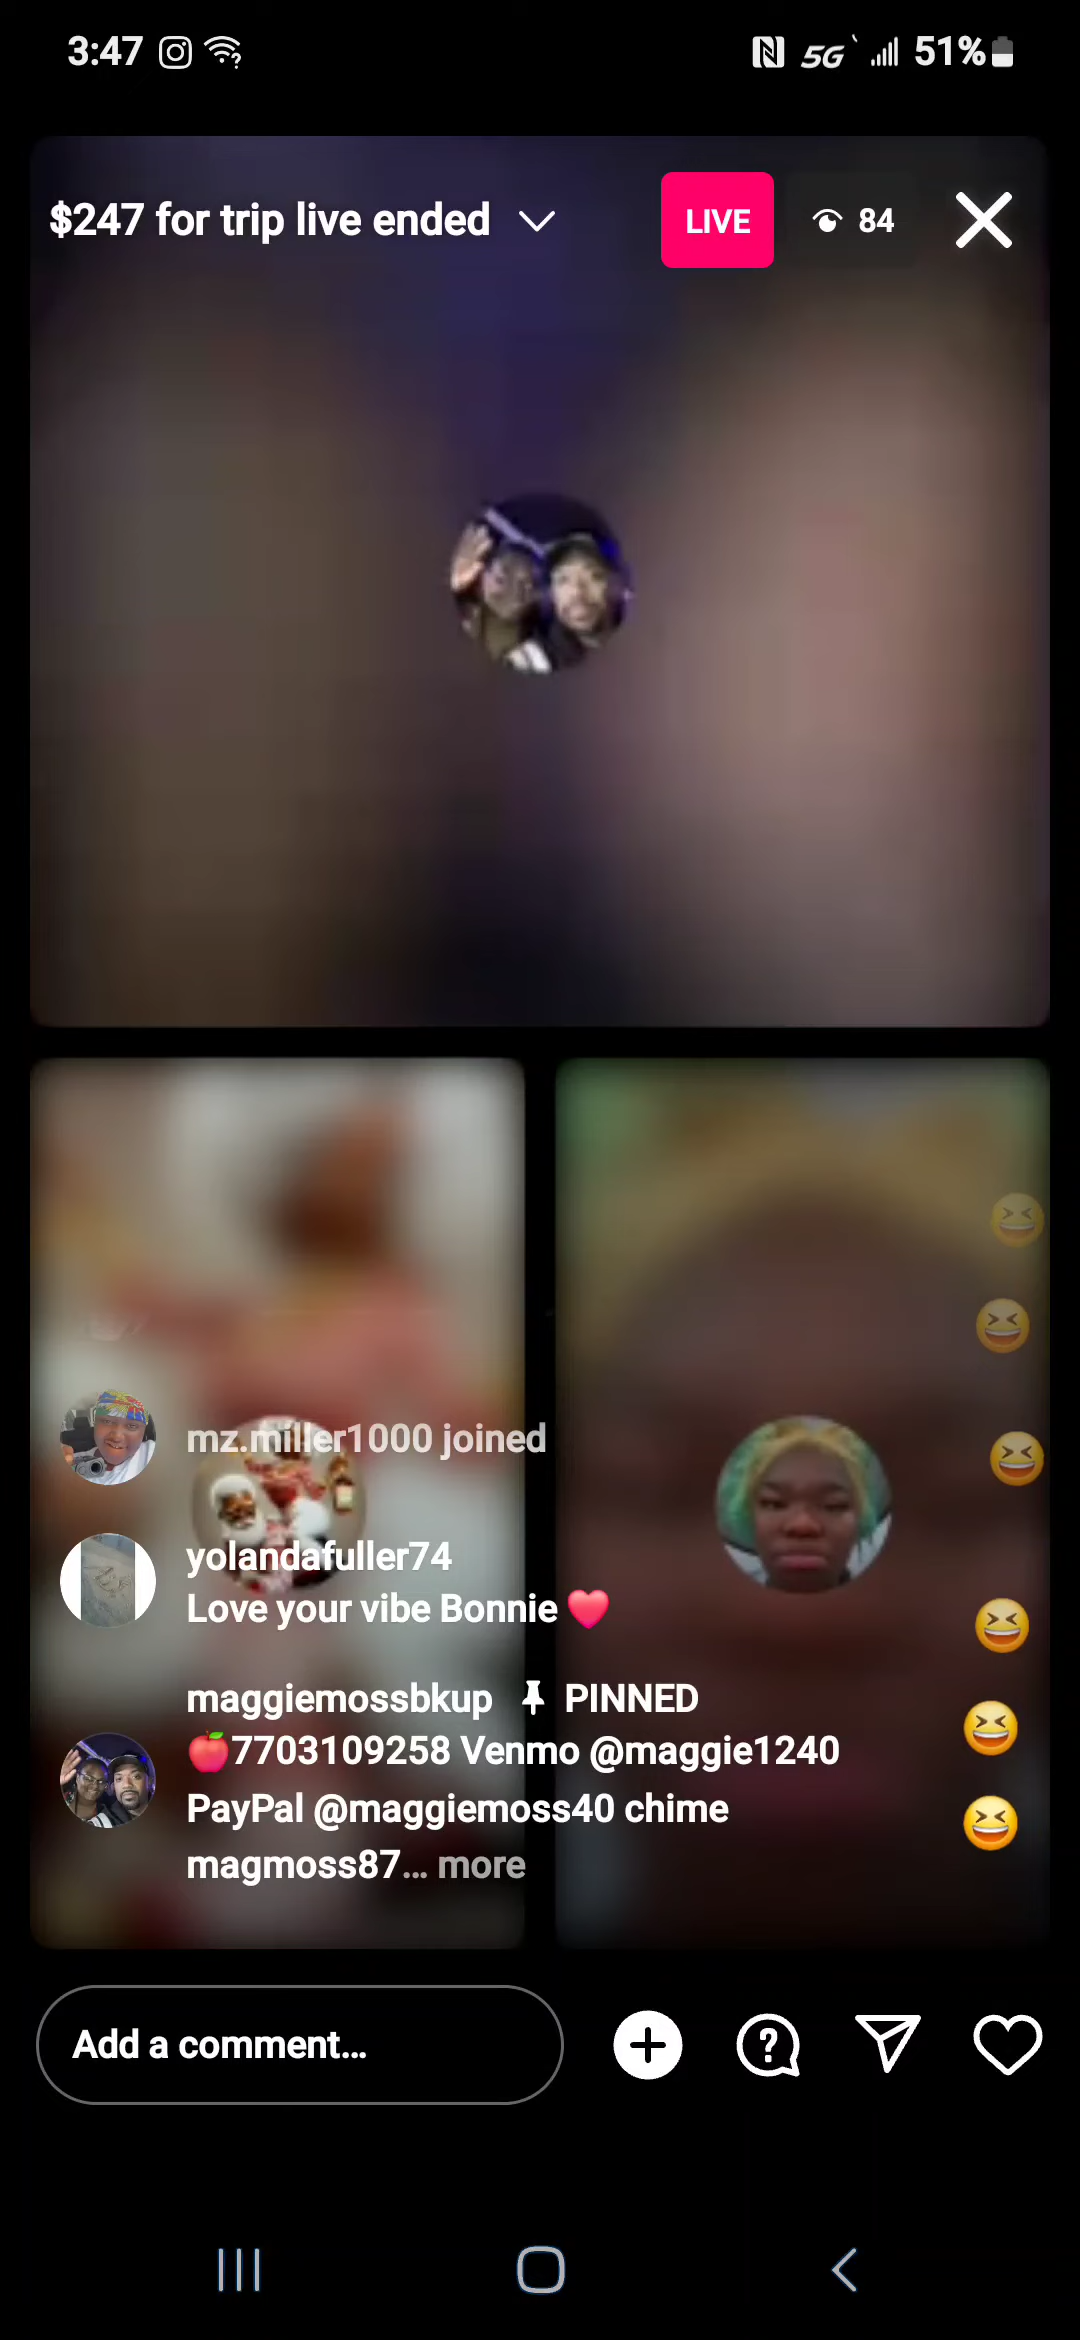 3:47 5G 51%
$247 for trip live ended LIVE 84
mz.miller1000 joined
yolandafuller74
Love your vibe Bonnie ❤️
maggiemossbkup 📌 PINNED
🍎7703109258 Venmo @maggie1240
PayPal @maggiemoss40 chime
magmoss87... more
Add a comment...